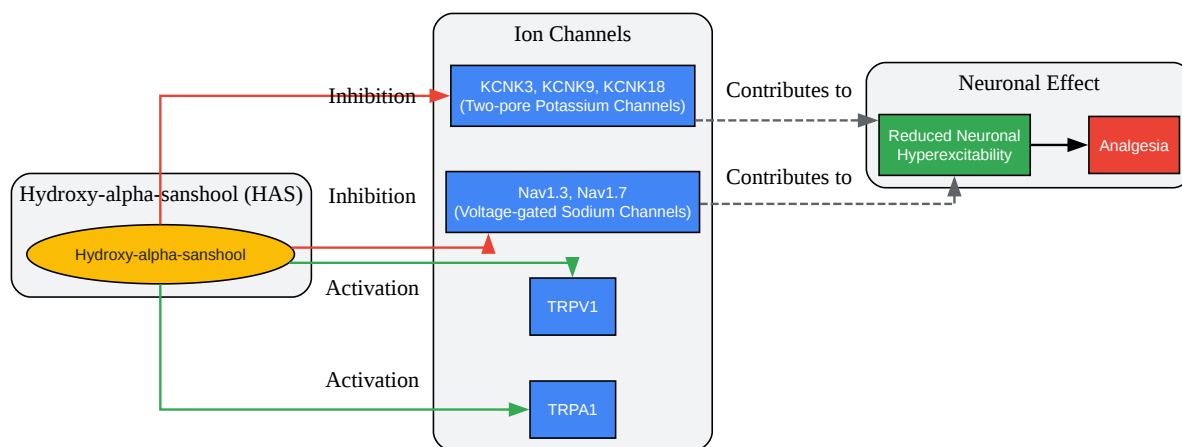 Ion Channels
Inhibition
KCNK3, KCNK9, KCNK18
(Two-pore Potassium Channels)
Contributes to
Neuronal Effect
Reduced Neuronal
Hyperexcitability
Analgesia
Hydroxy-alpha-sanshool (HAS)
Inhibition
Nav1.3, Nav1.7
(Voltage-gated Sodium Channels)
Contributes to
Hydroxy-alpha-sanshool
Activation
TRPV1
Activation
TRPA1